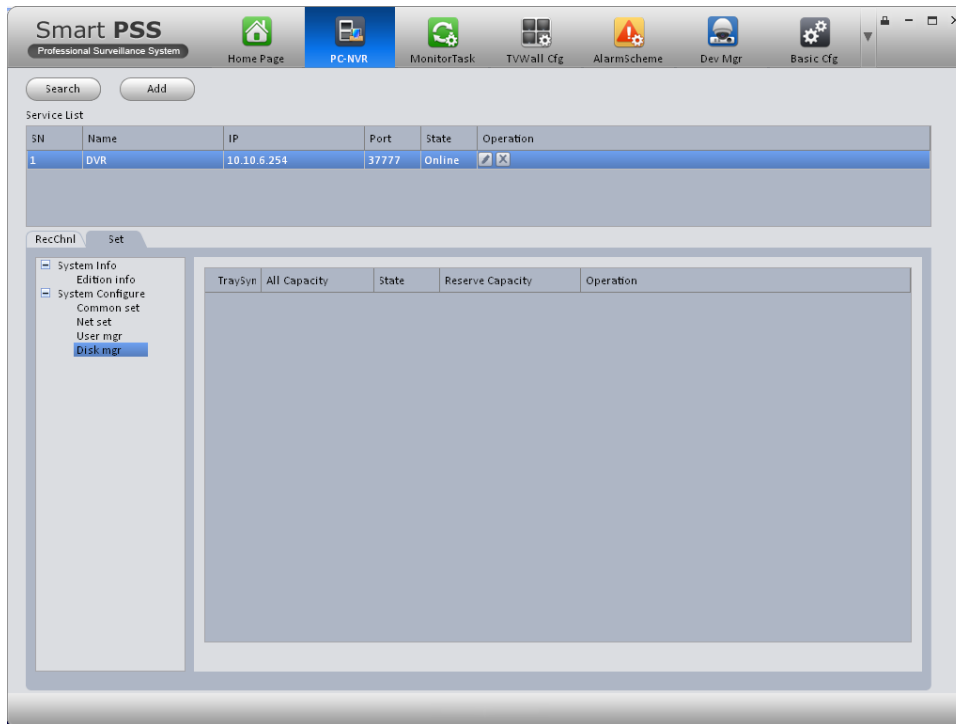 Smart PSS
Professional Surveillance System
Home Page
PC-NVR
MonitorTask
TVWall Cfg
AlarmScheme
Dev Mgr
Basic Cfg
Search
Add
Service List
SN Name IP Port State Operation
1 DVR 10.10.6.254 37777 Online
RecChnl Set
System Info
Edition info
System Configure
Common set
Net set
User mgr
Disk mgr
TraySyn All Capacity State Reserve Capacity Operation